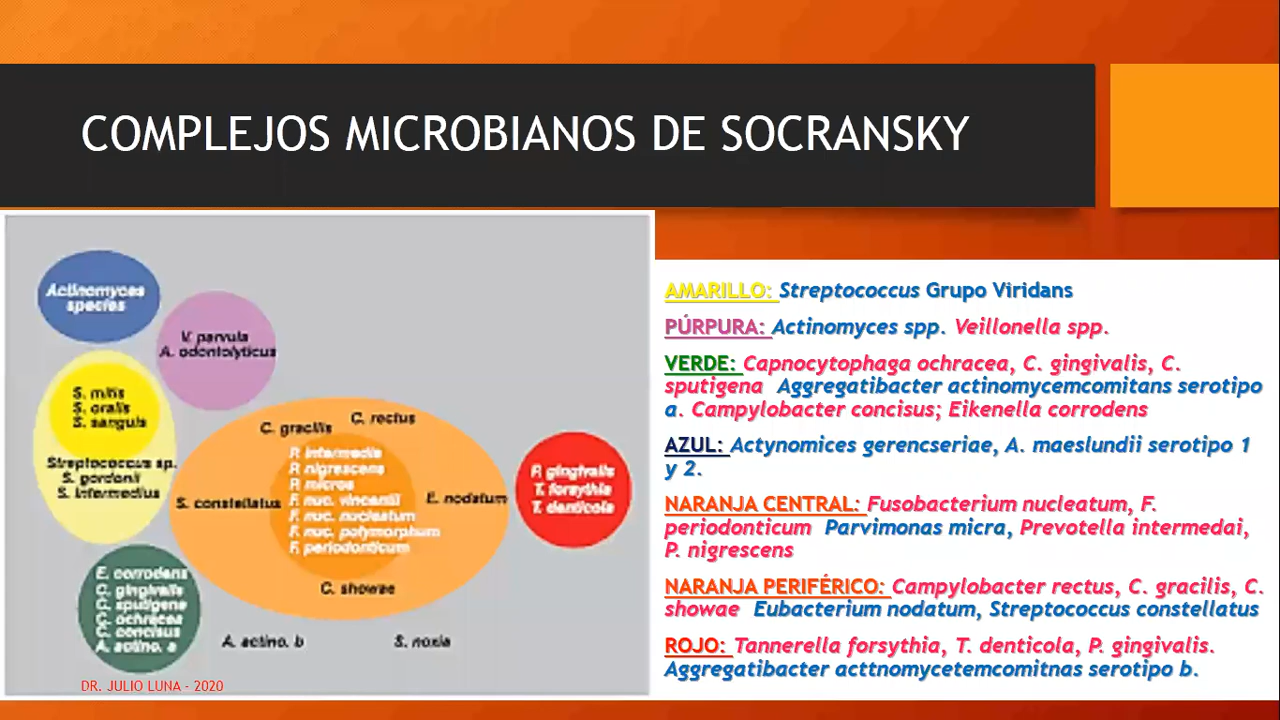 COMPLEJOS MICROBIANOS DE SOCRANSKY
Actinomyces
species
V. parvula
A. odontolyticus
S. mitis
S. oralis
S. sanguis
Streptococcus sp.
S. gordonii
S. intermedius
E. corrodens
C. gingivalis
C. sputigena
C. ochracea
C. concisus
A. actino. a
C. gracilis
C. rectus
P. intermedia
P. nigrescens
P. micros
F. nuc. vincentii
F. nuc. nucleatum
F. nuc. polymorphum
F. periodonticum
S. constellatus
E. nodatum
C. showae
P. gingivalis
T. forsythia
T. denticola
A. actino. b
S. noxia
DR. JULIO LUNA - 2020
AMARILLO: Streptococcus Grupo Viridans
PÚRPURA: Actinomyces spp. Veillonella spp.
VERDE: Capnocytophaga ochracea, C. gingivalis, C.
sputigena Aggregatibacter actinomycemcomitans serotipo
a. Campylobacter concisus; Eikenella corrodens
AZUL: Actynomices gerencseriae, A. maeslundii serotipo 1
y 2.
NARANJA CENTRAL: Fusobacterium nucleatum, F.
periodonticum Parvimonas micra, Prevotella intermedai,
P. nigrescens
NARANJA PERIFÉRICO: Campylobacter rectus, C. gracilis, C.
showae Eubacterium nodatum, Streptococcus constellatus
ROJO: Tannerella forsythia, T. denticola, P. gingivalis.
Aggregatibacter acttnomycetemcomitnas serotipo b.